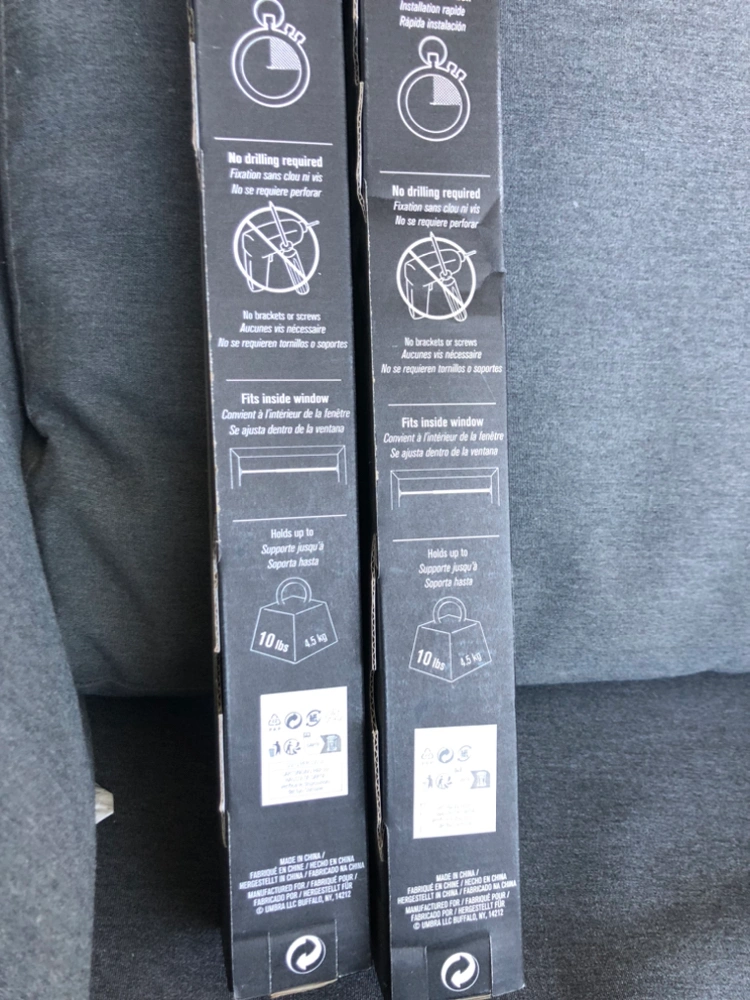 No drilling required
Fixation sans clou ni vis
No se requiere perforar
No brackets or screws
Aucunes vis nécessaire
No se requieren tornillos o soportes
Fits inside window
Convient à l'intérieur de la fenêtre
Se ajusta dentro de la ventana
Holds up to
Supporte jusqu'à
Soporta hasta
10 lbs
4.5 kg
MADE IN CHINA /
FABRIQUÉ EN CHINE / HECHO EN CHINA
HERGESTELLT IN CHINA / FABRICADO NA CHINA
MANUFACTURED FOR / FABRIQUÉ POUR /
FABRICADO POR / HERGESTELLT FÜR
© UMBRA LLC BUFFALO, NY, 14212
Installation rapide
Rápida instalación
No drilling required
Fixation sans clou ni vis
No se requiere perforar
No brackets or screws
Aucunes vis nécessaire
No se requieren tornillos o soportes
Fits inside window
Convient à l'intérieur de la fenêtre
Se ajusta dentro de la ventana
Holds up to
Supporte jusqu'à
Soporta hasta
10 lbs
4.5 kg
MADE IN CHINA /
FABRIQUÉ EN CHINE / HECHO EN CHINA
HERGESTELLT IN CHINA / FABRICADO NA CHINA
MANUFACTURED FOR / FABRIQUÉ POUR /
FABRICADO POR / HERGESTELLT FÜR
© UMBRA LLC BUFFALO, NY, 14212